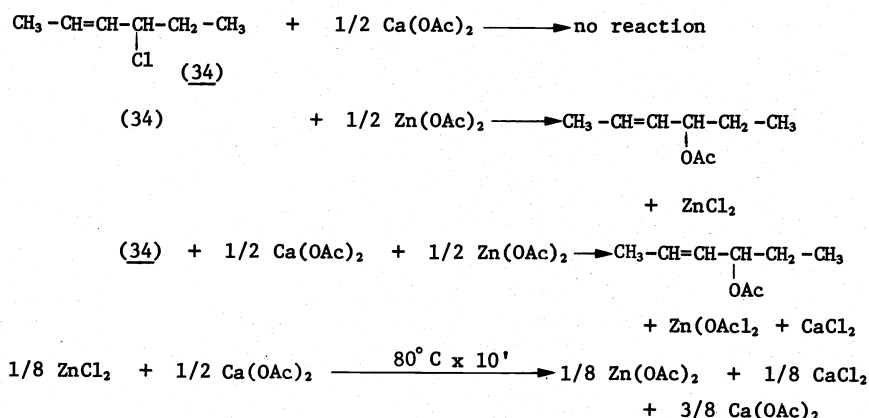 CH₃-CH=CH-CH-CH₂-CH₃ + 1/2 Ca(OAc)₂ ⟶ no reaction
Cl (34)
(34) + 1/2 Zn(OAc)₂ ⟶ CH₃-CH=CH-CH-CH₂-CH₃
OAc
+ ZnCl₂
(34) + 1/2 Ca(OAc)₂ + 1/2 Zn(OAc)₂ ⟶ CH₃-CH=CH-CH-CH₂-CH₃
OAc
+ Zn(OAcl₂ + CaCl₂
80°C x 10'
1/8 ZnCl₂ + 1/2 Ca(OAc)₂ ⟶ 1/8 Zn(OAc)₂ + 1/8 CaCl₂
+ 3/8 Ca(OAc)₂